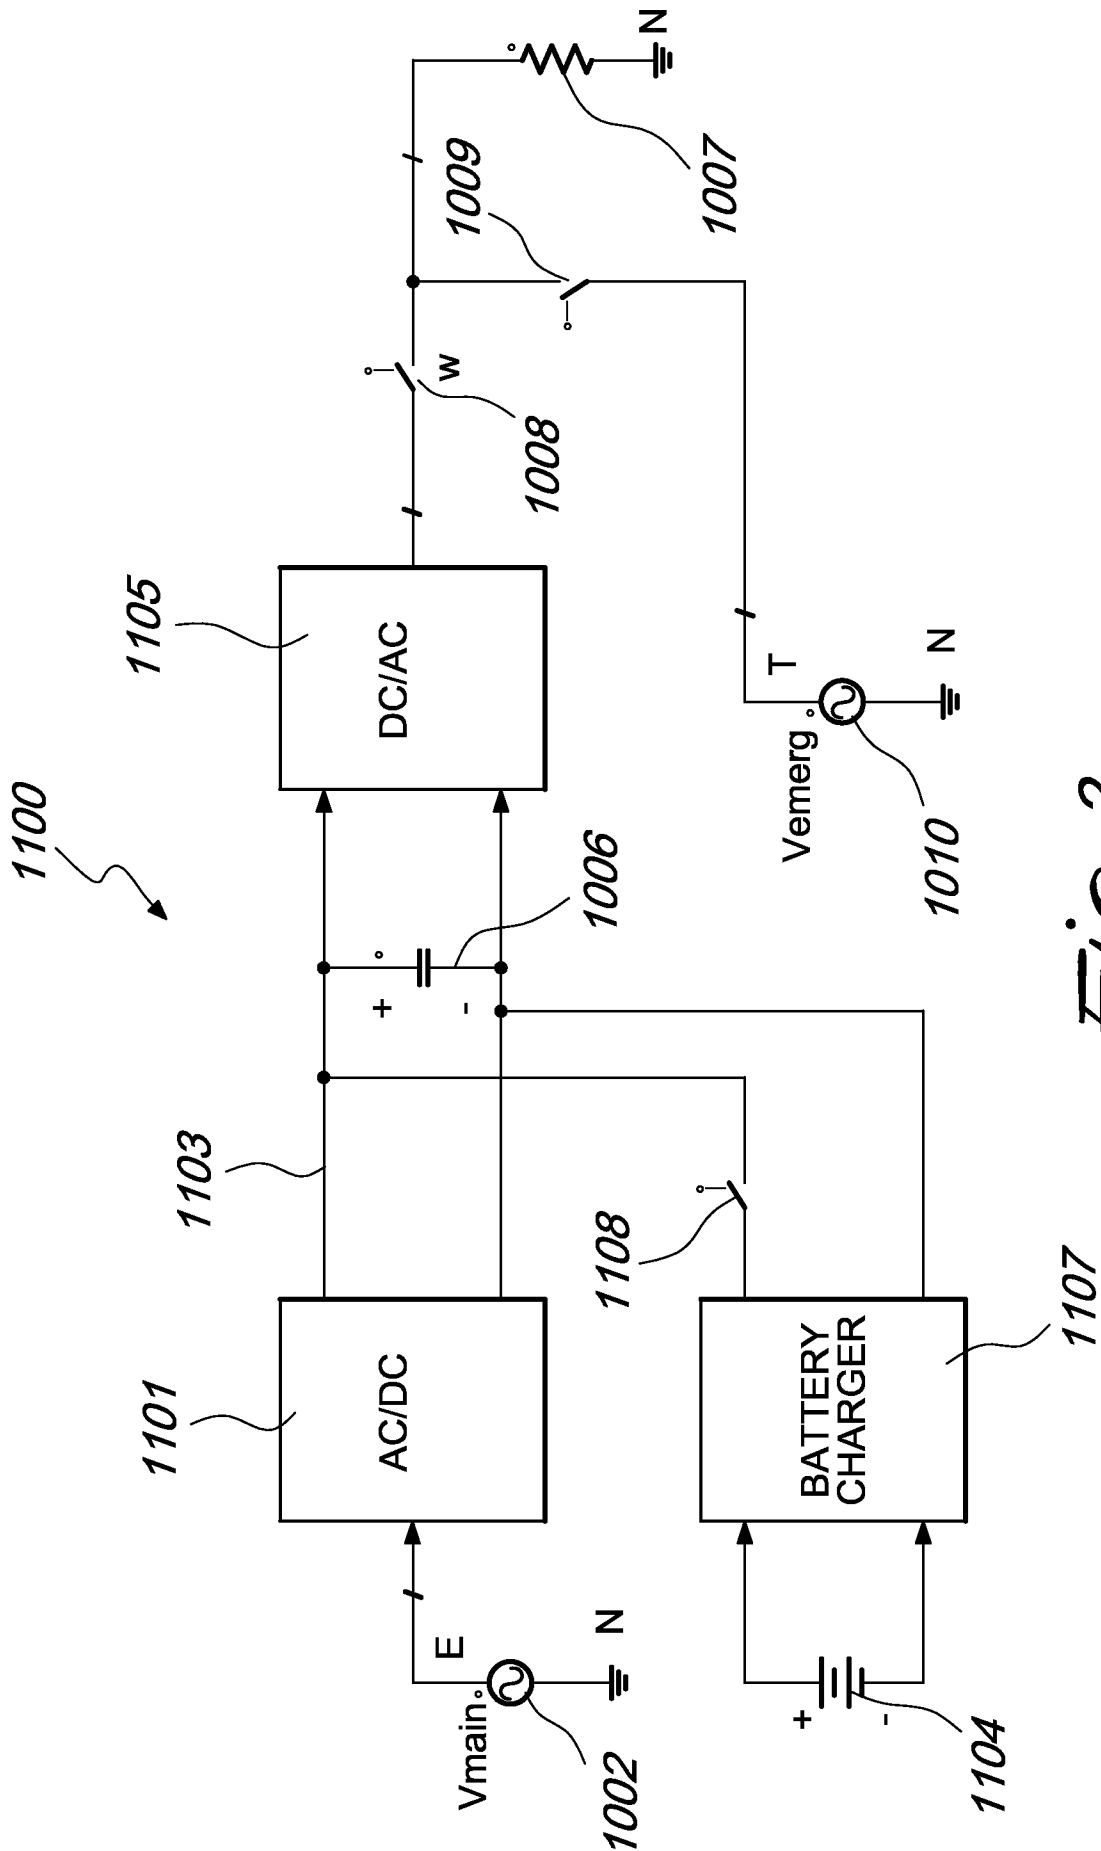 1100
1101
1103
1105
AC/DC
DC/AC
Vmain
E
N
1002
+
-
1006
W
1008
1009
1007
N
1108
BATTERY
CHARGER
1107
+
-
1104
Vemerg
T
N
1010